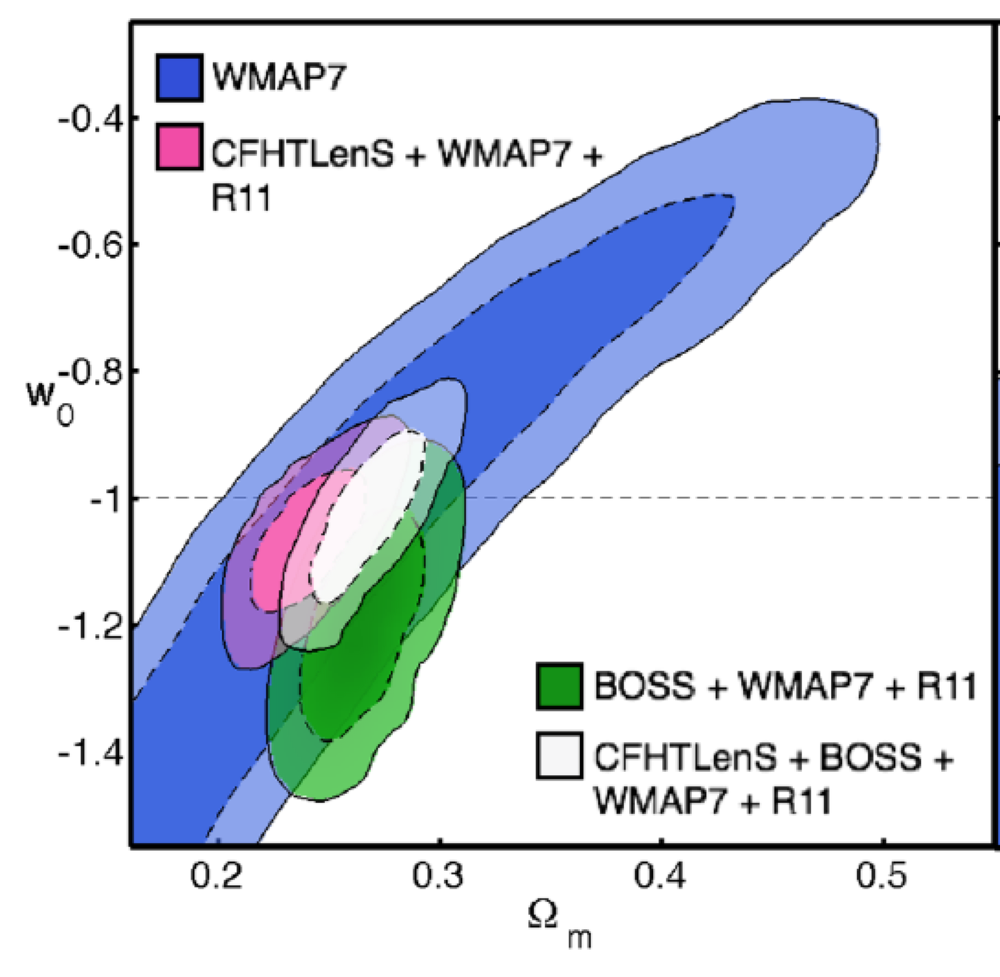 WMAP7
CFHTLenS + WMAP7 +
R11
-0.4
-0.6
-0.8
w0
-1
-1.2
-1.4
BOSS + WMAP7 + R11
CFHTLenS + BOSS +
WMAP7 + R11
0.2 0.3 0.4 0.5
Ω m